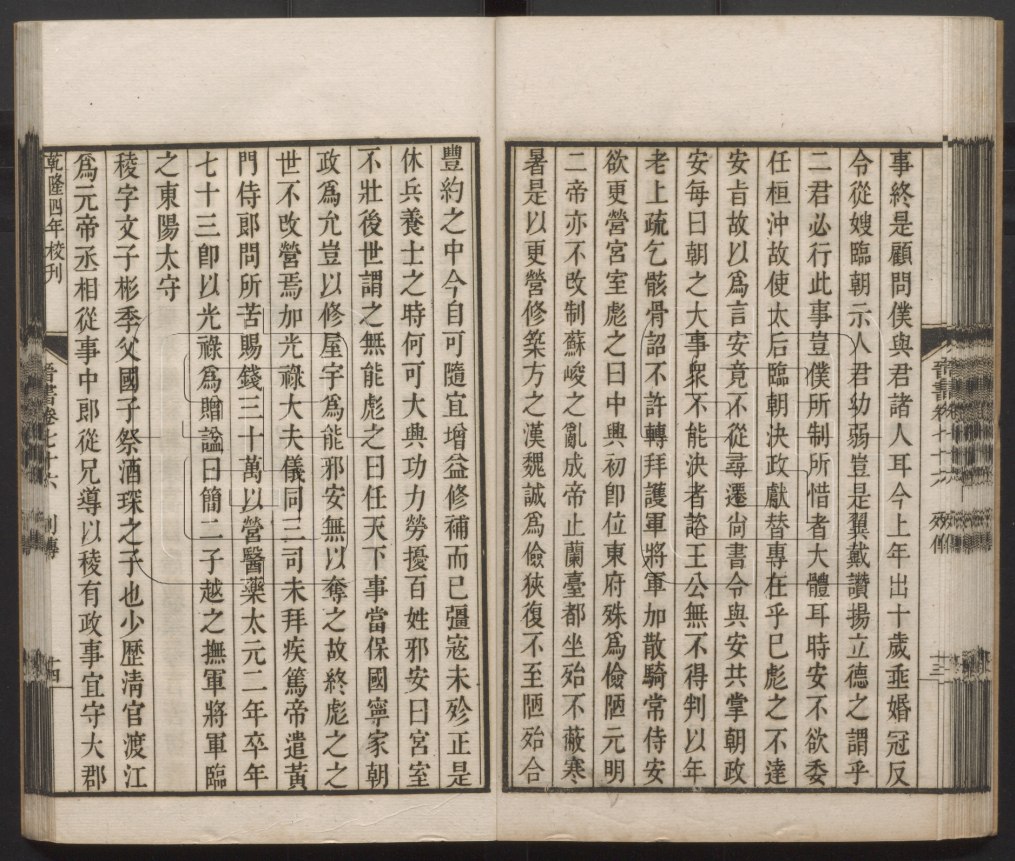 事終是顧問僕與君諸人耳今上年出十歲垂婚冠反
令從嫂臨朝示人君幼弱豈是翼戴讚揚立德之謂乎
二君必行此事豈僕所制所惜者大體耳時安不欲委
任桓沖故使太后臨朝決政獻替專在乎已彪之不達
安旨故以爲言安竟不從尋遷尙書令與安共掌朝政
安每曰朝之大事衆不能決者諮王公無不得判以年
老上疏乞骸骨詔不許轉拜護軍將軍加散騎常侍安
欲更營宮室彪之曰中興初卽位東府殊爲儉陋元明
二帝亦不改制蘇峻之亂成帝止蘭臺都坐殆不蔽寒
暑是以更營修築方之漢魏誠爲儉狹復不至陋殆合
豐約之中今自可隨宜增益修補而已彊寇未殄正是
休兵養士之時何可大興功力勞擾百姓邪安曰宮室
不壯後世謂之無能彪之曰任天下事當保國寧家朝
政爲允豈以修屋宇爲能邪安無以奪之故終彪之之
世不改營焉加光祿大夫儀同三司未拜疾篤帝遣黃
門侍郎問所苦賜錢三十萬以營醫藥太元二年卒年
七十三卽以光祿爲贈謚曰簡二子越之撫軍將軍臨
之東陽太守
稜字文子彬季父國子祭酒琛之子也少歷淸官渡江
爲元帝丞相從事中郎從兄導以稜有政事宜守大郡
乾隆四年校刊
晉書卷七十六
列傳
十四